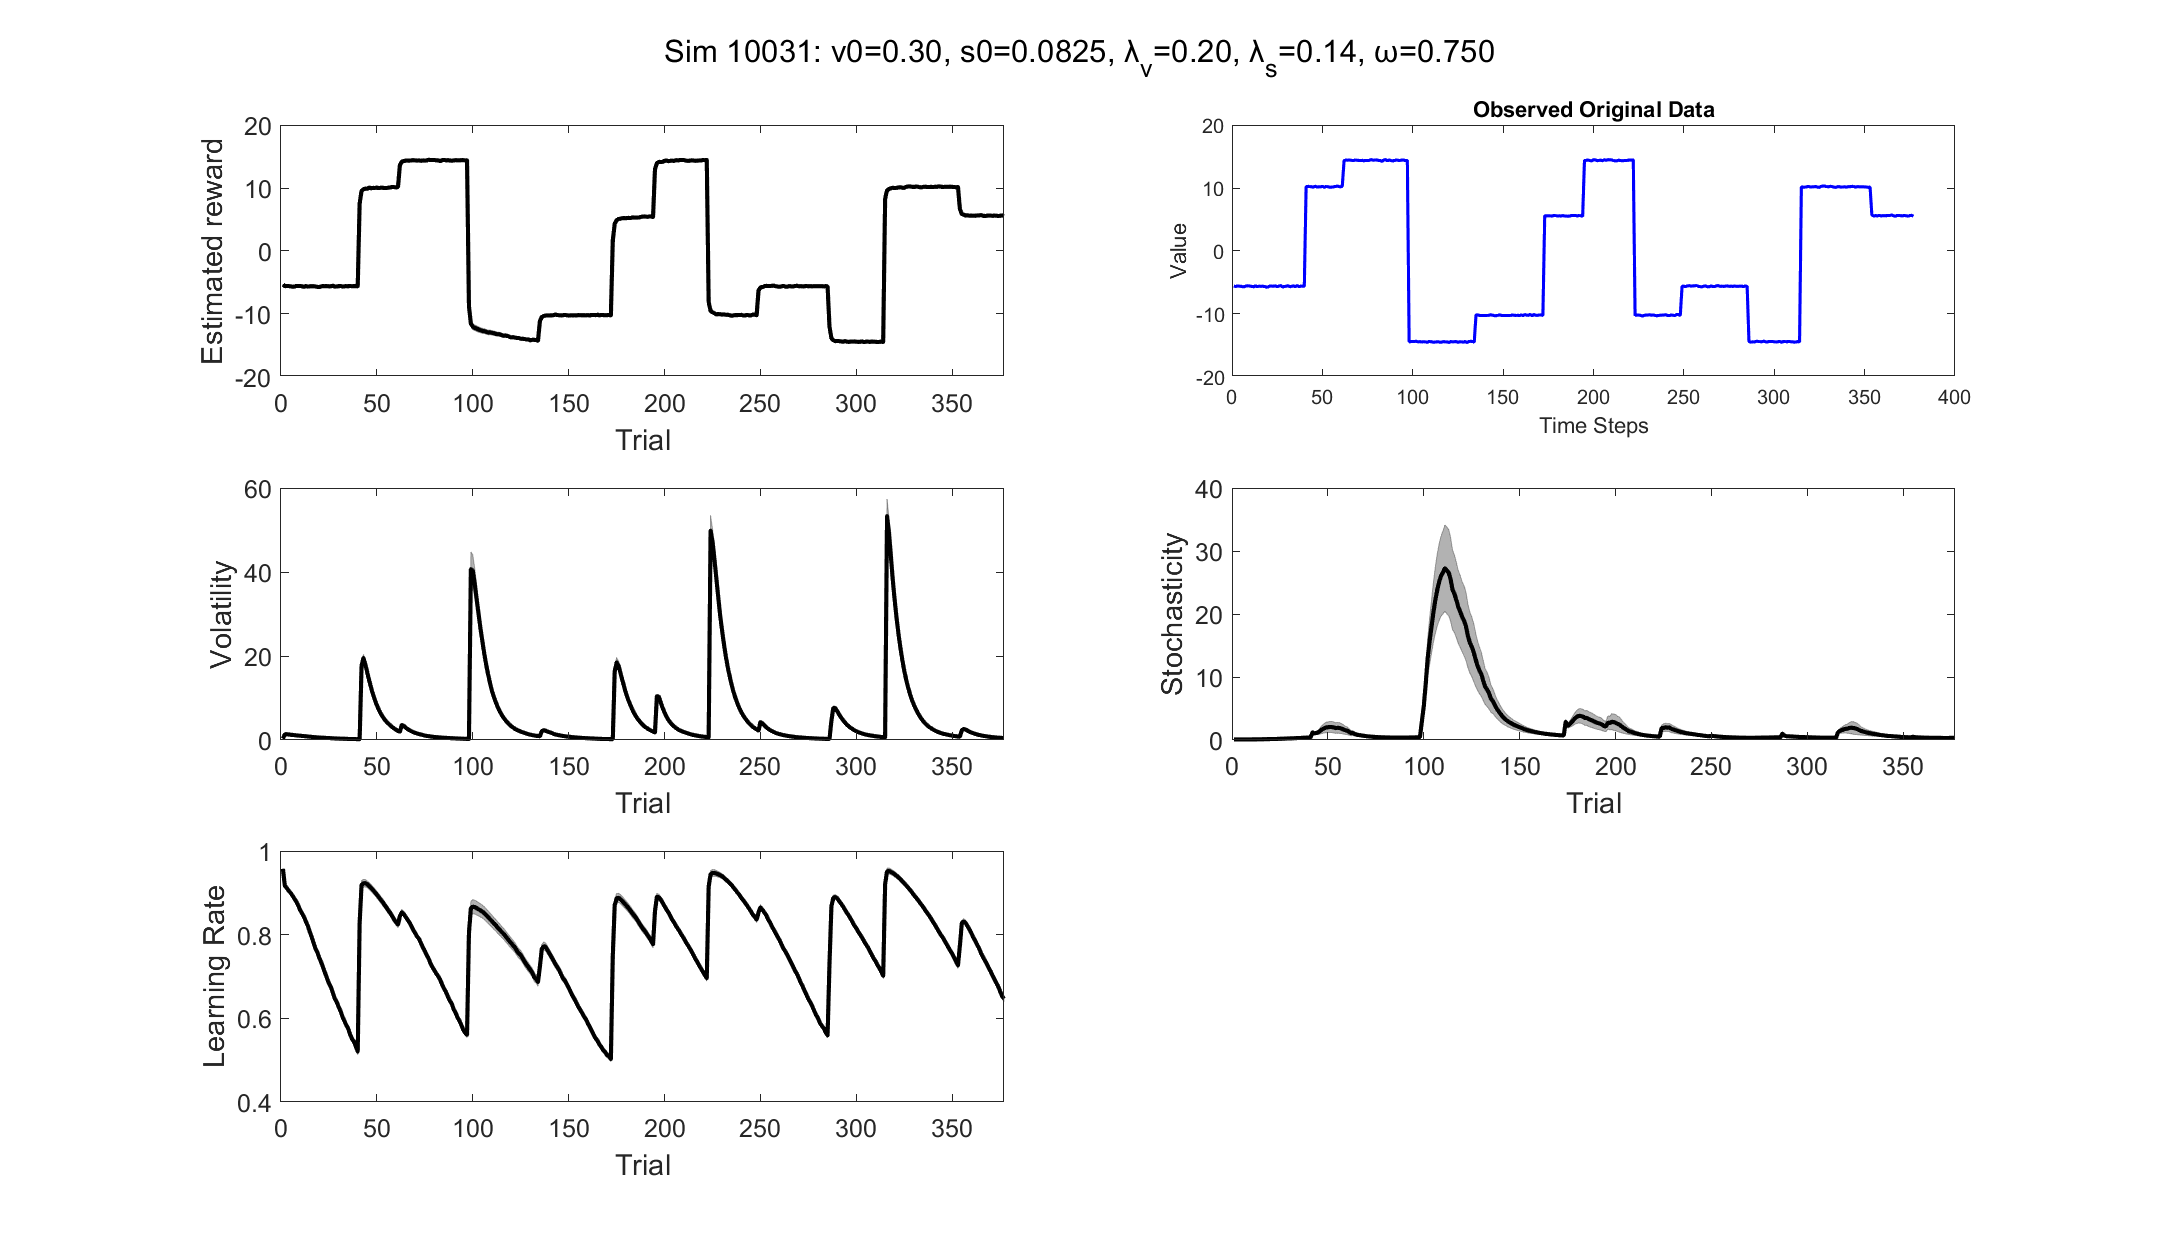 Sim 10031: v0=0.30, s0=0.0825, λv=0.20, λs=0.14, ω=0.750
Estimated reward
20
10
0
-10
-20
0 50 100 150 200 250 300 350
Trial
Observed Original Data
Value
20
10
0
-10
-20
0 50 100 150 200 250 300 350 400
Time Steps
Volatility
60
40
20
0
0 50 100 150 200 250 300 350
Trial
Stochasticity
40
30
20
10
0
0 50 100 150 200 250 300 350
Trial
Learning Rate
1
0.8
0.6
0.4
0 50 100 150 200 250 300 350
Trial